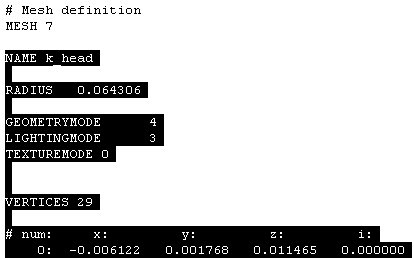 # Mesh definition
MESH 7
NAME k_head
RADIUS   0.064306
GEOMETRYMODE      4
LIGHTINGMODE      3
TEXTUREMODE 0
VERTICES 29
# num:     x:         y:         z:         i:
    0:  -0.006122   0.001768   0.011465   0.000000